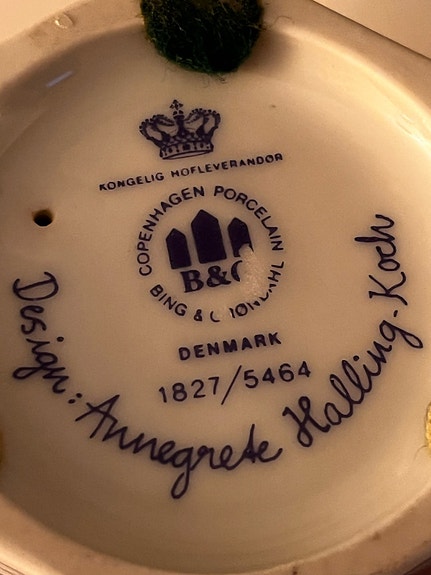 KONGELIG HOFLEVERANDØR
COPENHAGEN PORCELAIN
B&G
BING &
DENMARK
1827/5464
Design: Annegrete Halling-Koch